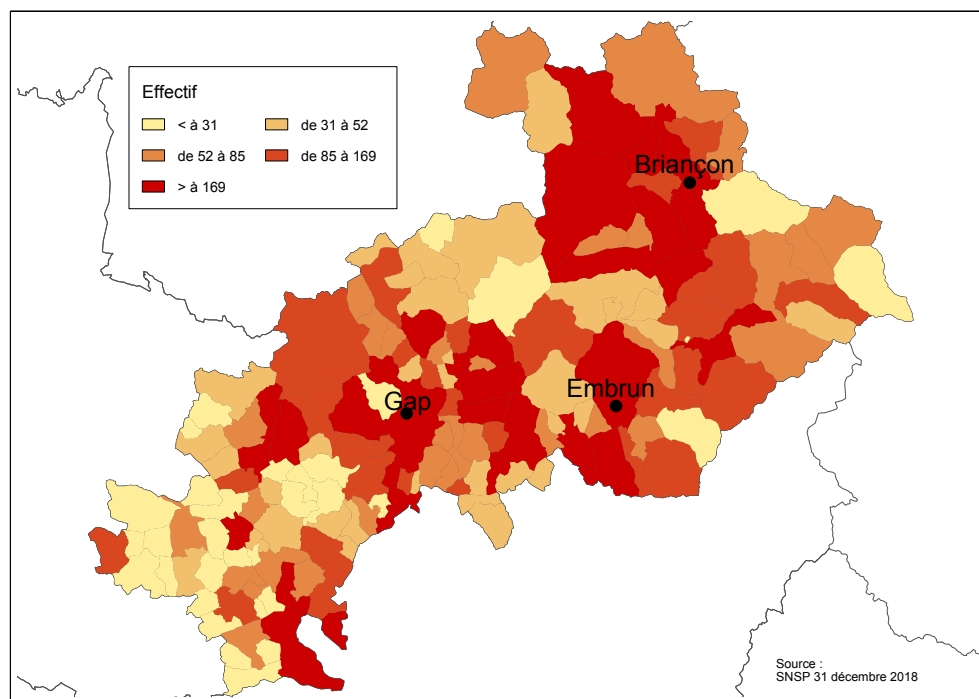 Effectif
< à 31
de 31 à 52
de 52 à 85
de 85 à 169
> à 169
Briançon
Embrun
Gap
Source :
SNSP 31 décembre 2018